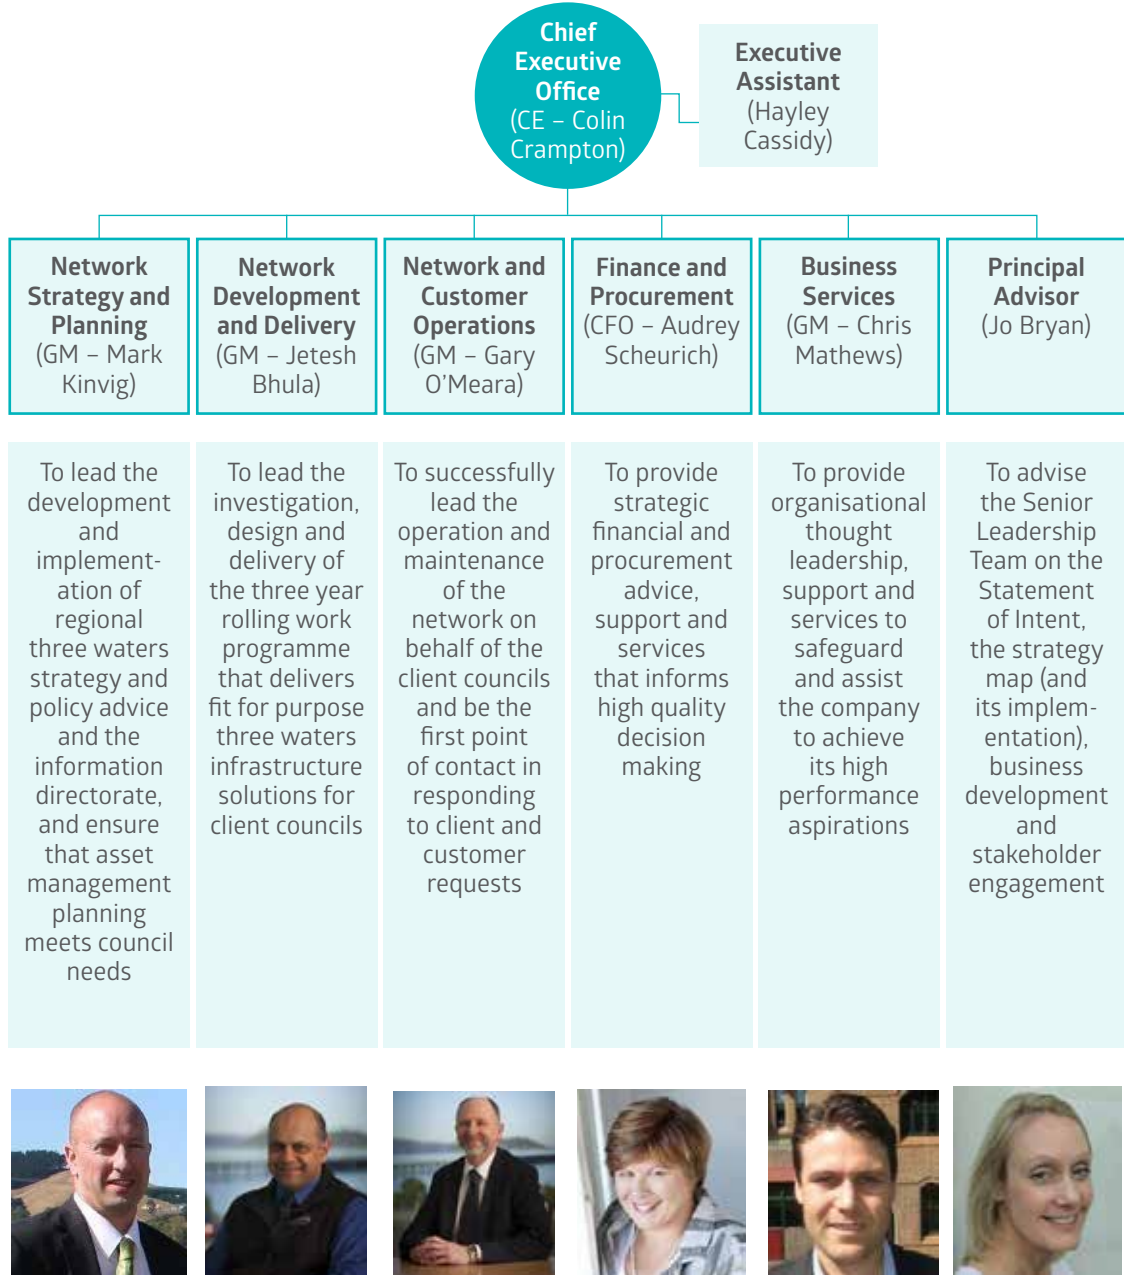 Chief
Executive
Office
(CE – Colin
Crampton)
Executive
Assistant
(Hayley
Cassidy)
Network
Strategy and
Planning
(GM – Mark
Kinvig)
Network
Development
and Delivery
(GM – Jetesh
Bhula)
Network and
Customer
Operations
(GM – Gary
O’Meara)
Finance and
Procurement
(CFO – Audrey
Scheurich)
Business
Services
(GM – Chris
Mathews)
Principal
Advisor
(Jo Bryan)
To lead the
development
and
implement-
ation of
regional
three waters
strategy and
policy advice
and the
information
directorate,
and ensure
that asset
management
planning
meets council
needs
To lead the
investigation,
design and
delivery of
the three year
rolling work
programme
that delivers
fit for purpose
three waters
infrastructure
solutions for
client councils
To successfully
lead the
operation and
maintenance
of the
network on
behalf of the
client councils
and be the
first point
of contact in
responding
to client and
customer
requests
To provide
strategic
financial and
procurement
advice,
support and
services
that informs
high quality
decision
making
To provide
organisational
thought
leadership,
support and
services to
safeguard
and assist
the company
to achieve
its high
performance
aspirations
To advise
the Senior
Leadership
Team on the
Statement
of Intent,
the strategy
map (and
its implem-
entation),
business
development
and
stakeholder
engagement